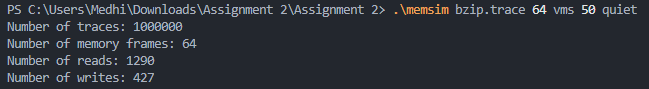 PS C:\Users\Medhi\Downloads\Assignment 2\Assignment 2> .\memsim bzip.trace 64 vms 50 quiet
Number of traces: 1000000
Number of memory frames: 64
Number of reads: 1290
Number of writes: 427